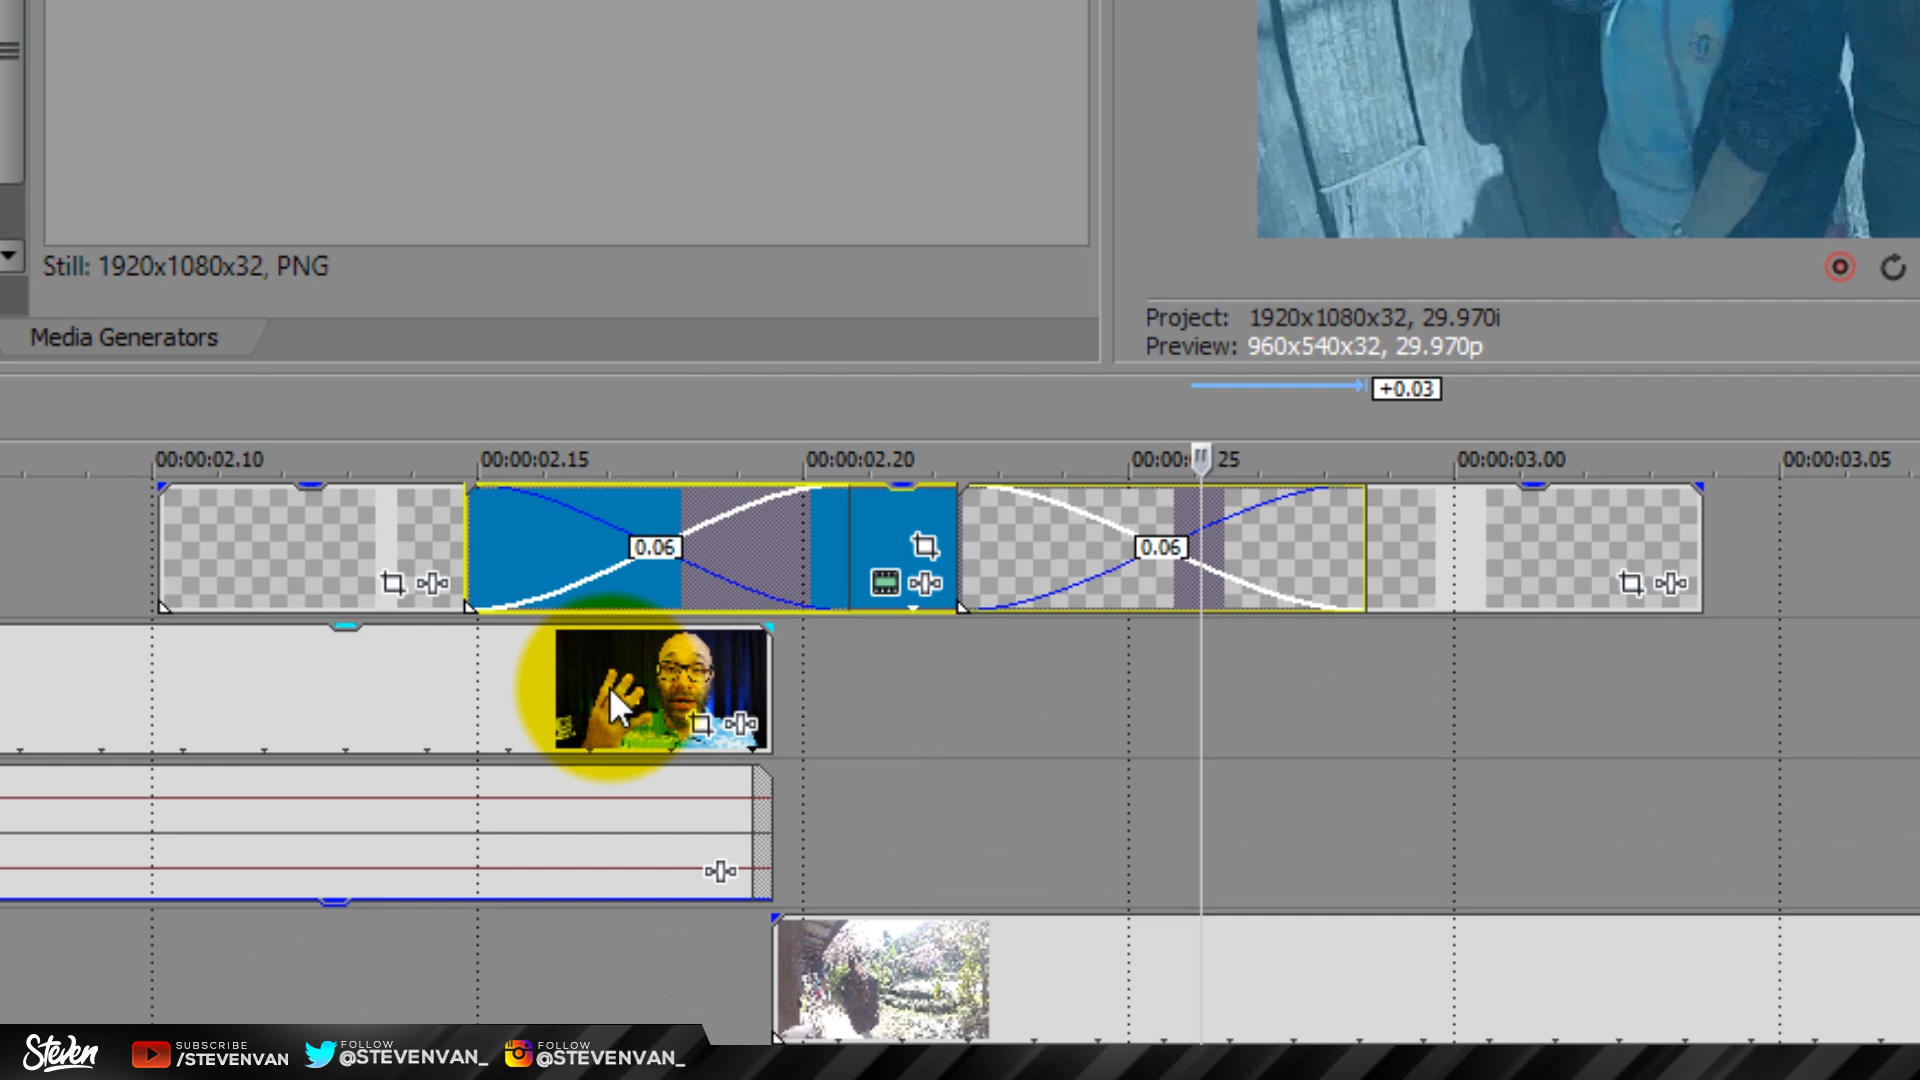 Still: 1920x1080x32, PNG
Media Generators
Project: 1920x1080x32, 29.970i
Preview: 960x540x32, 29.970p
+0.03
00:00:02.10
00:00:02.15
00:00:02.20
00:00: 25
00:00:03.00
00:00:03.05
0.06
0.06
Steven
SUBSCRIBE
/STEVENVAN
FOLLOW
@STEVENVAN_
FOLLOW
@STEVENVAN_